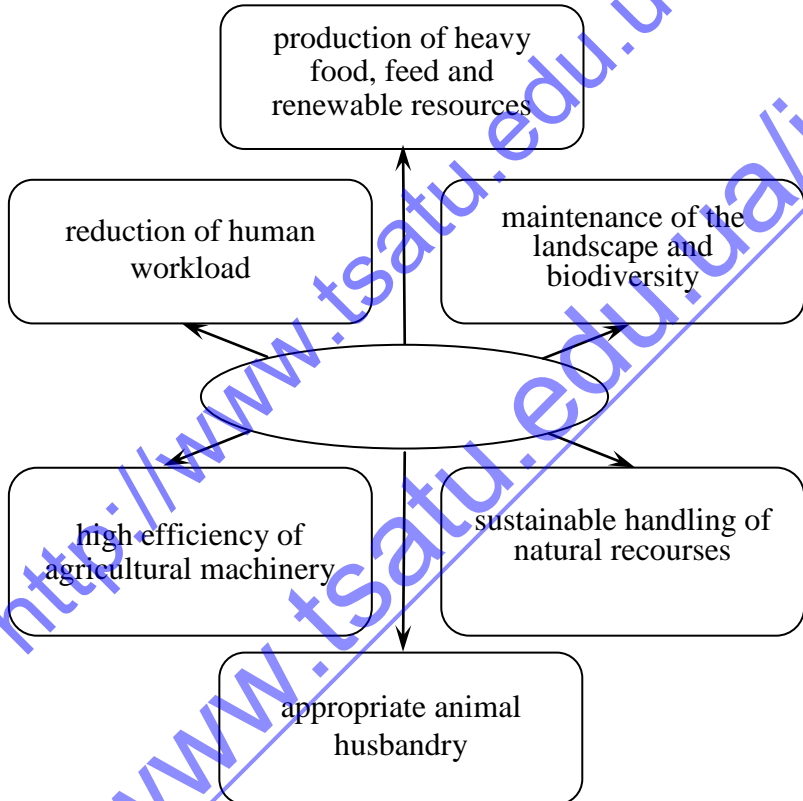 production of heavy
food, feed and
renewable resources
reduction of human
workload
maintenance of the
landscape and
biodiversity
high efficiency of
agricultural machinery
sustainable handling of
natural recourses
appropriate animal
husbandry
http://www.tsatu.edu.u
www.tsatu.edu.ua/i